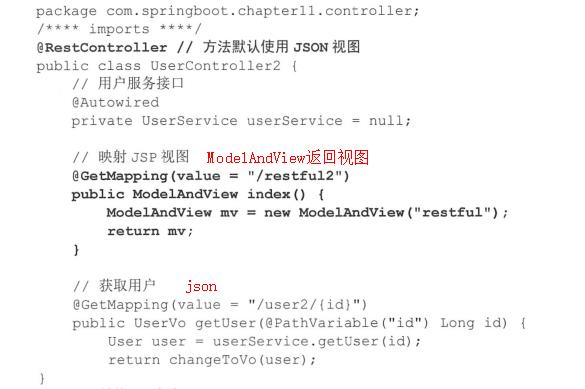 package com.springboot.chapter11.controller;
/**** imports ****/
@RestController // 方法默认使用 JSON 视图
public class UserController2 {
// 用户服务接口
@Autowired
private UserService userService = null;
// 映射 JSP 视图 ModelAndView返回视图
@GetMapping(value = "/restful2")
public ModelAndView index() {
ModelAndView mv = new ModelAndView("restful");
return mv;
}
// 获取用户 json
@GetMapping(value = "/user2/{id}")
public UserVo getUser(@PathVariable("id") Long id) {
User user = userService.getUser(id);
return changeToVo(user);
}